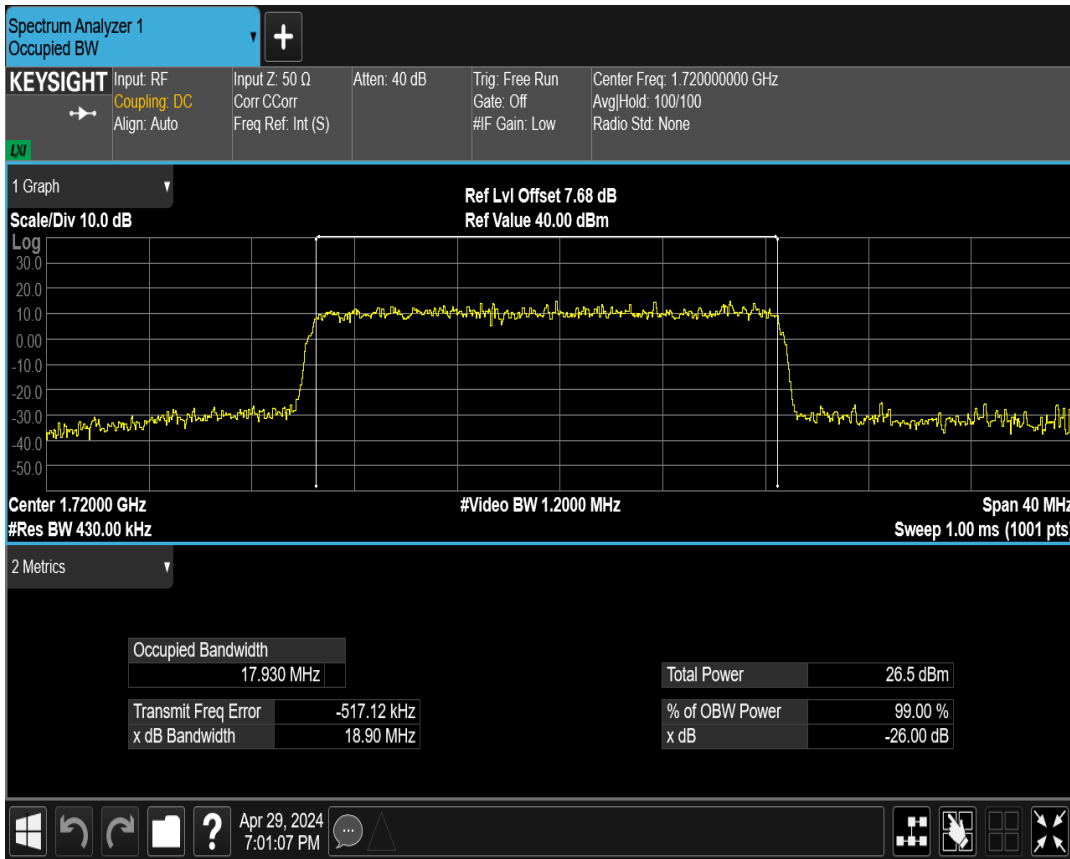 Spectrum Analyzer 1
Occupied BW
+
KEYSIGHT
LXI
Input: RF
Coupling: DC
Align: Auto
Input Z: 50 Ω
Corr CCorr
Freq Ref: Int (S)
Atten: 40 dB
Trig: Free Run
Gate: Off
#IF Gain: Low
Center Freq: 1.720000000 GHz
Avg|Hold: 100/100
Radio Std: None
1 Graph
Scale/Div 10.0 dB
Ref Lvl Offset 7.68 dB
Ref Value 40.00 dBm
Log
30.0
20.0
10.0
0.00
-10.0
-20.0
-30.0
-40.0
-50.0
Center 1.72000 GHz
#Video BW 1.2000 MHz
Span 40 MHz
#Res BW 430.00 kHz
Sweep 1.00 ms (1001 pts)
2 Metrics
Occupied Bandwidth
17.930 MHz
Transmit Freq Error -517.12 kHz
x dB Bandwidth 18.90 MHz
Total Power 26.5 dBm
% of OBW Power 99.00 %
x dB -26.00 dB
?
Apr 29, 2024
7:01:07 PM